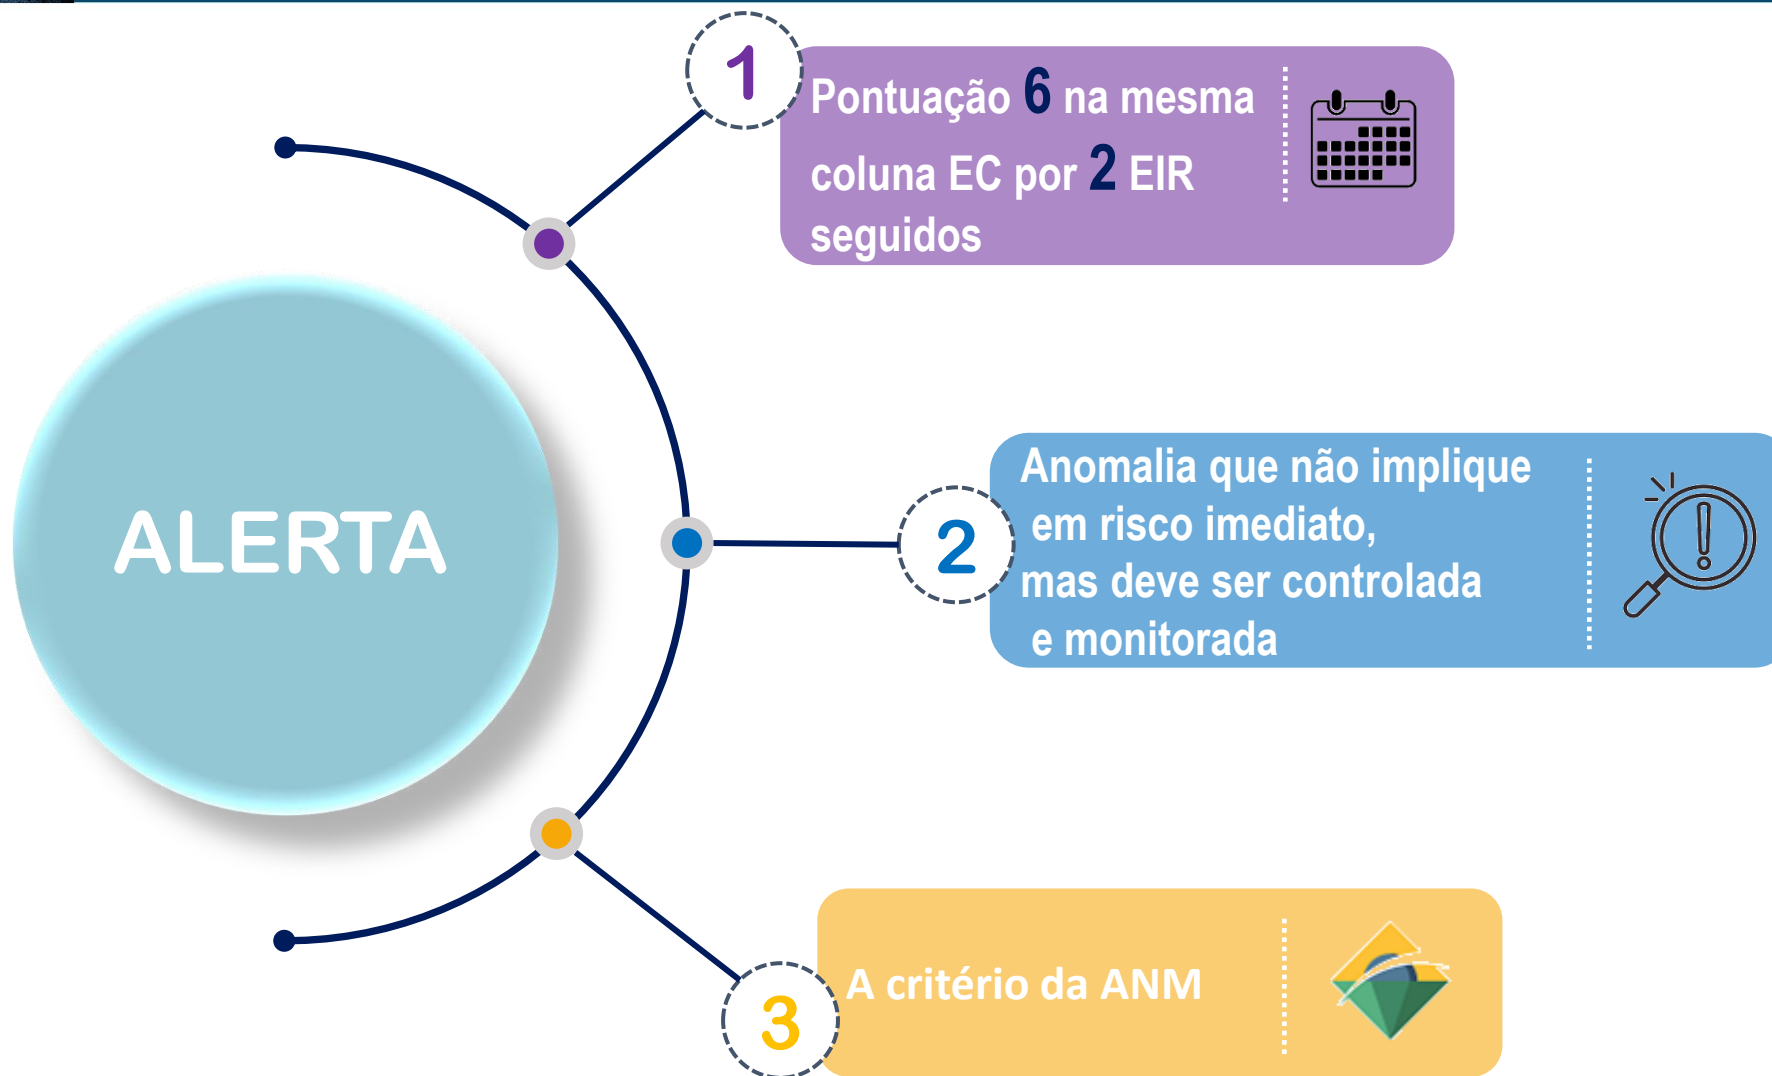 1
Pontuação 6 na mesma
coluna EC por 2 EIR
seguidos
ALERTA
2
Anomalia que não implique
em risco imediato,
mas deve ser controlada
e monitorada
3
A critério da ANM